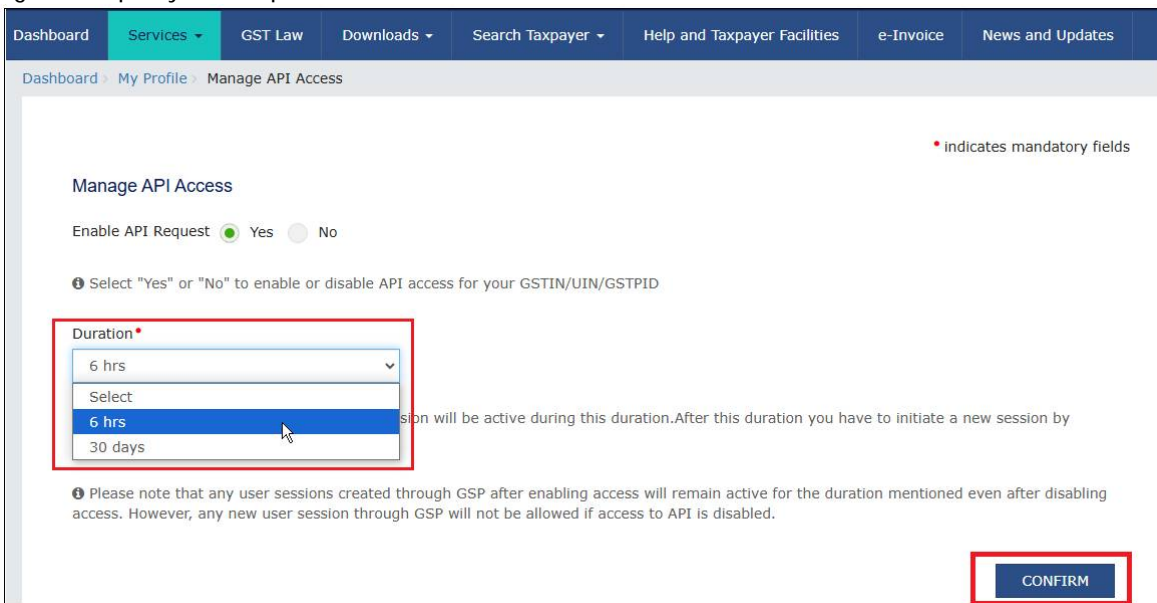 Dashboard Services GST Law Downloads Search Taxpayer Help and Taxpayer Facilities e-Invoice News and Updates
Dashboard > My Profile > Manage API Access
• indicates mandatory fields
Manage API Access
Enable API Request Yes No
Select "Yes" or "No" to enable or disable API access for your GSTIN/UIN/GSTPID
Duration•
6 hrs
Select
6 hrs
30 days
will be active during this duration.After this duration you have to initiate a new session by
Please note that any user sessions created through GSP after enabling access will remain active for the duration mentioned even after disabling
access. However, any new user session through GSP will not be allowed if access to API is disabled.
CONFIRM